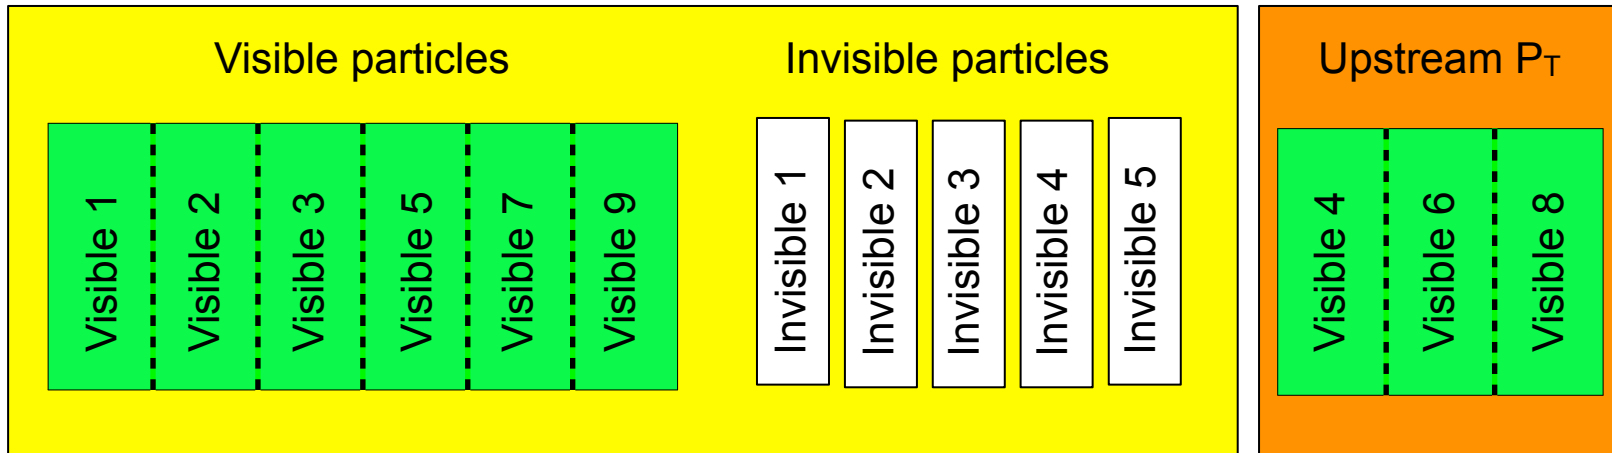 Visible particles
Invisible particles
Upstream PT
Visible 1
Visible 2
Visible 3
Visible 5
Visible 7
Visible 9
Invisible 1
Invisible 2
Invisible 3
Invisible 4
Invisible 5
Visible 4
Visible 6
Visible 8